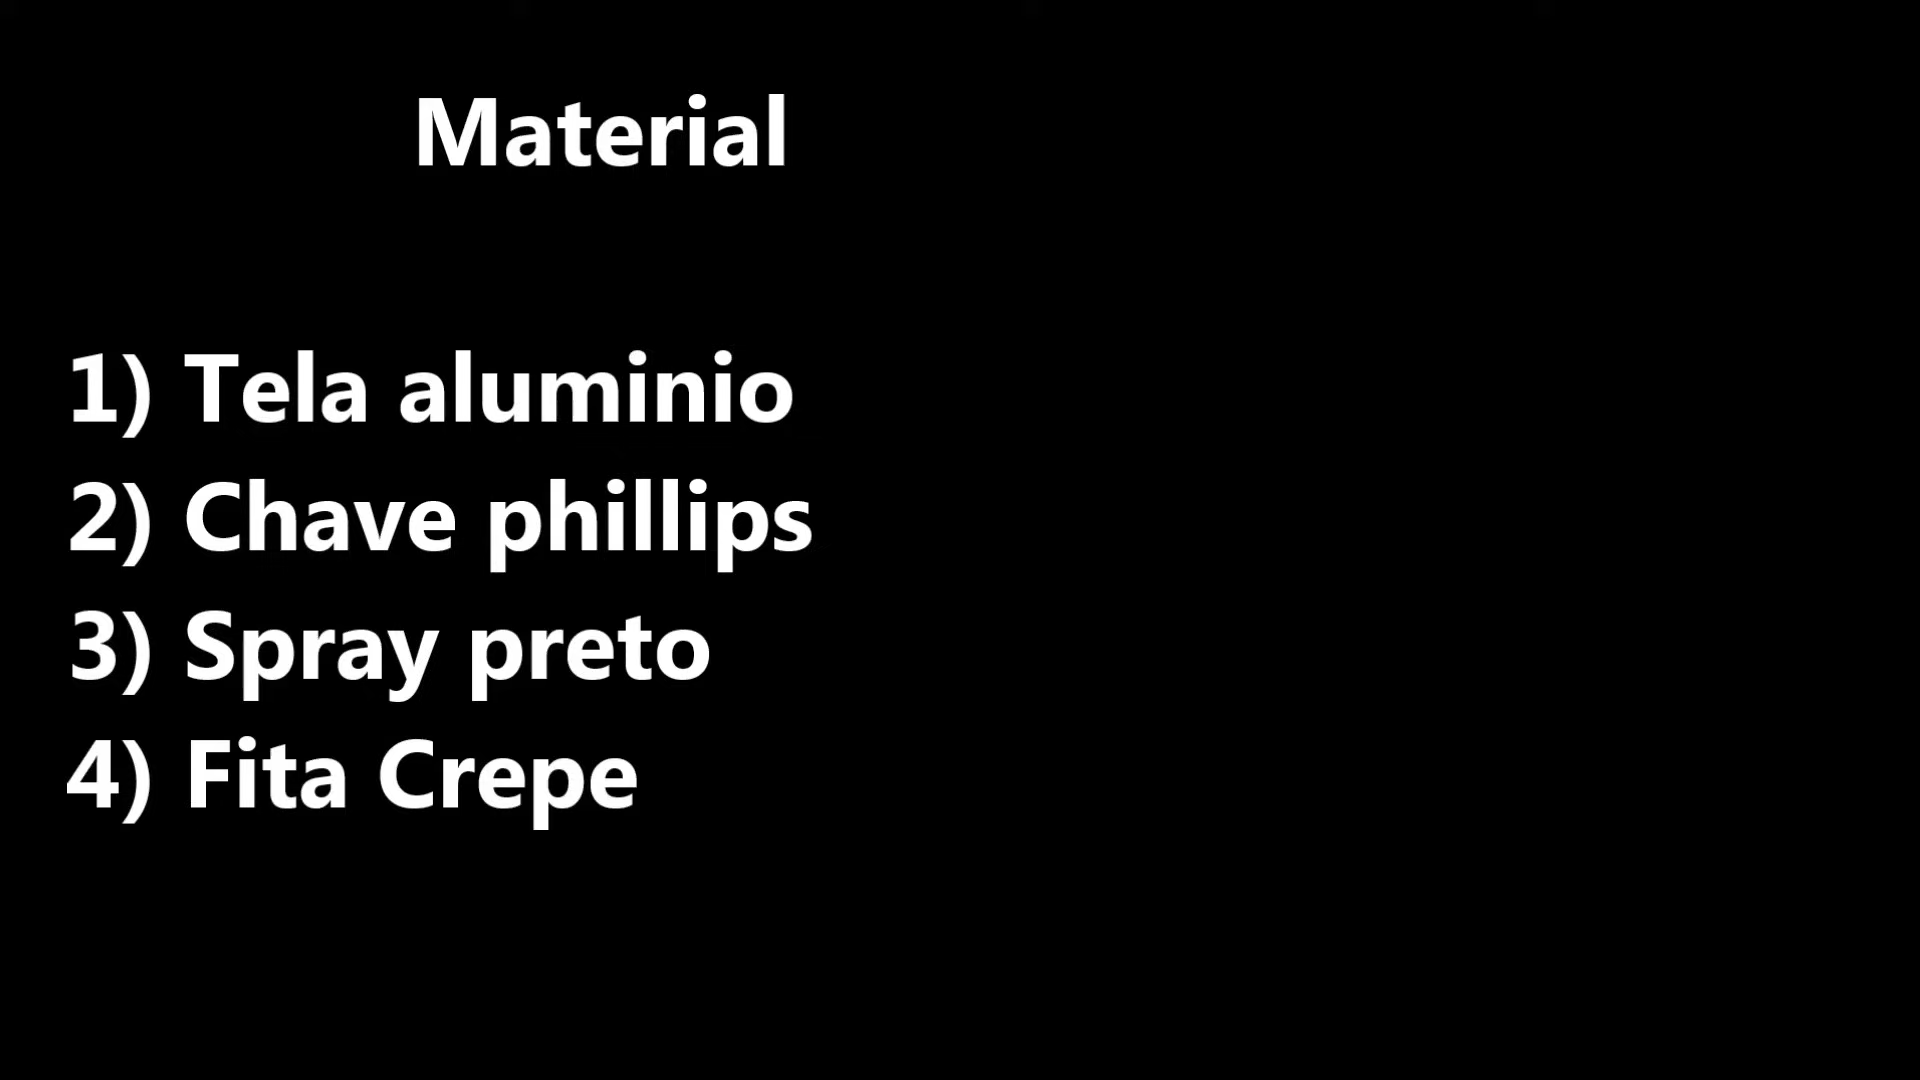 Material
1) Tela aluminio
2) Chave phillips
3) Spray preto
4) Fita Crepe